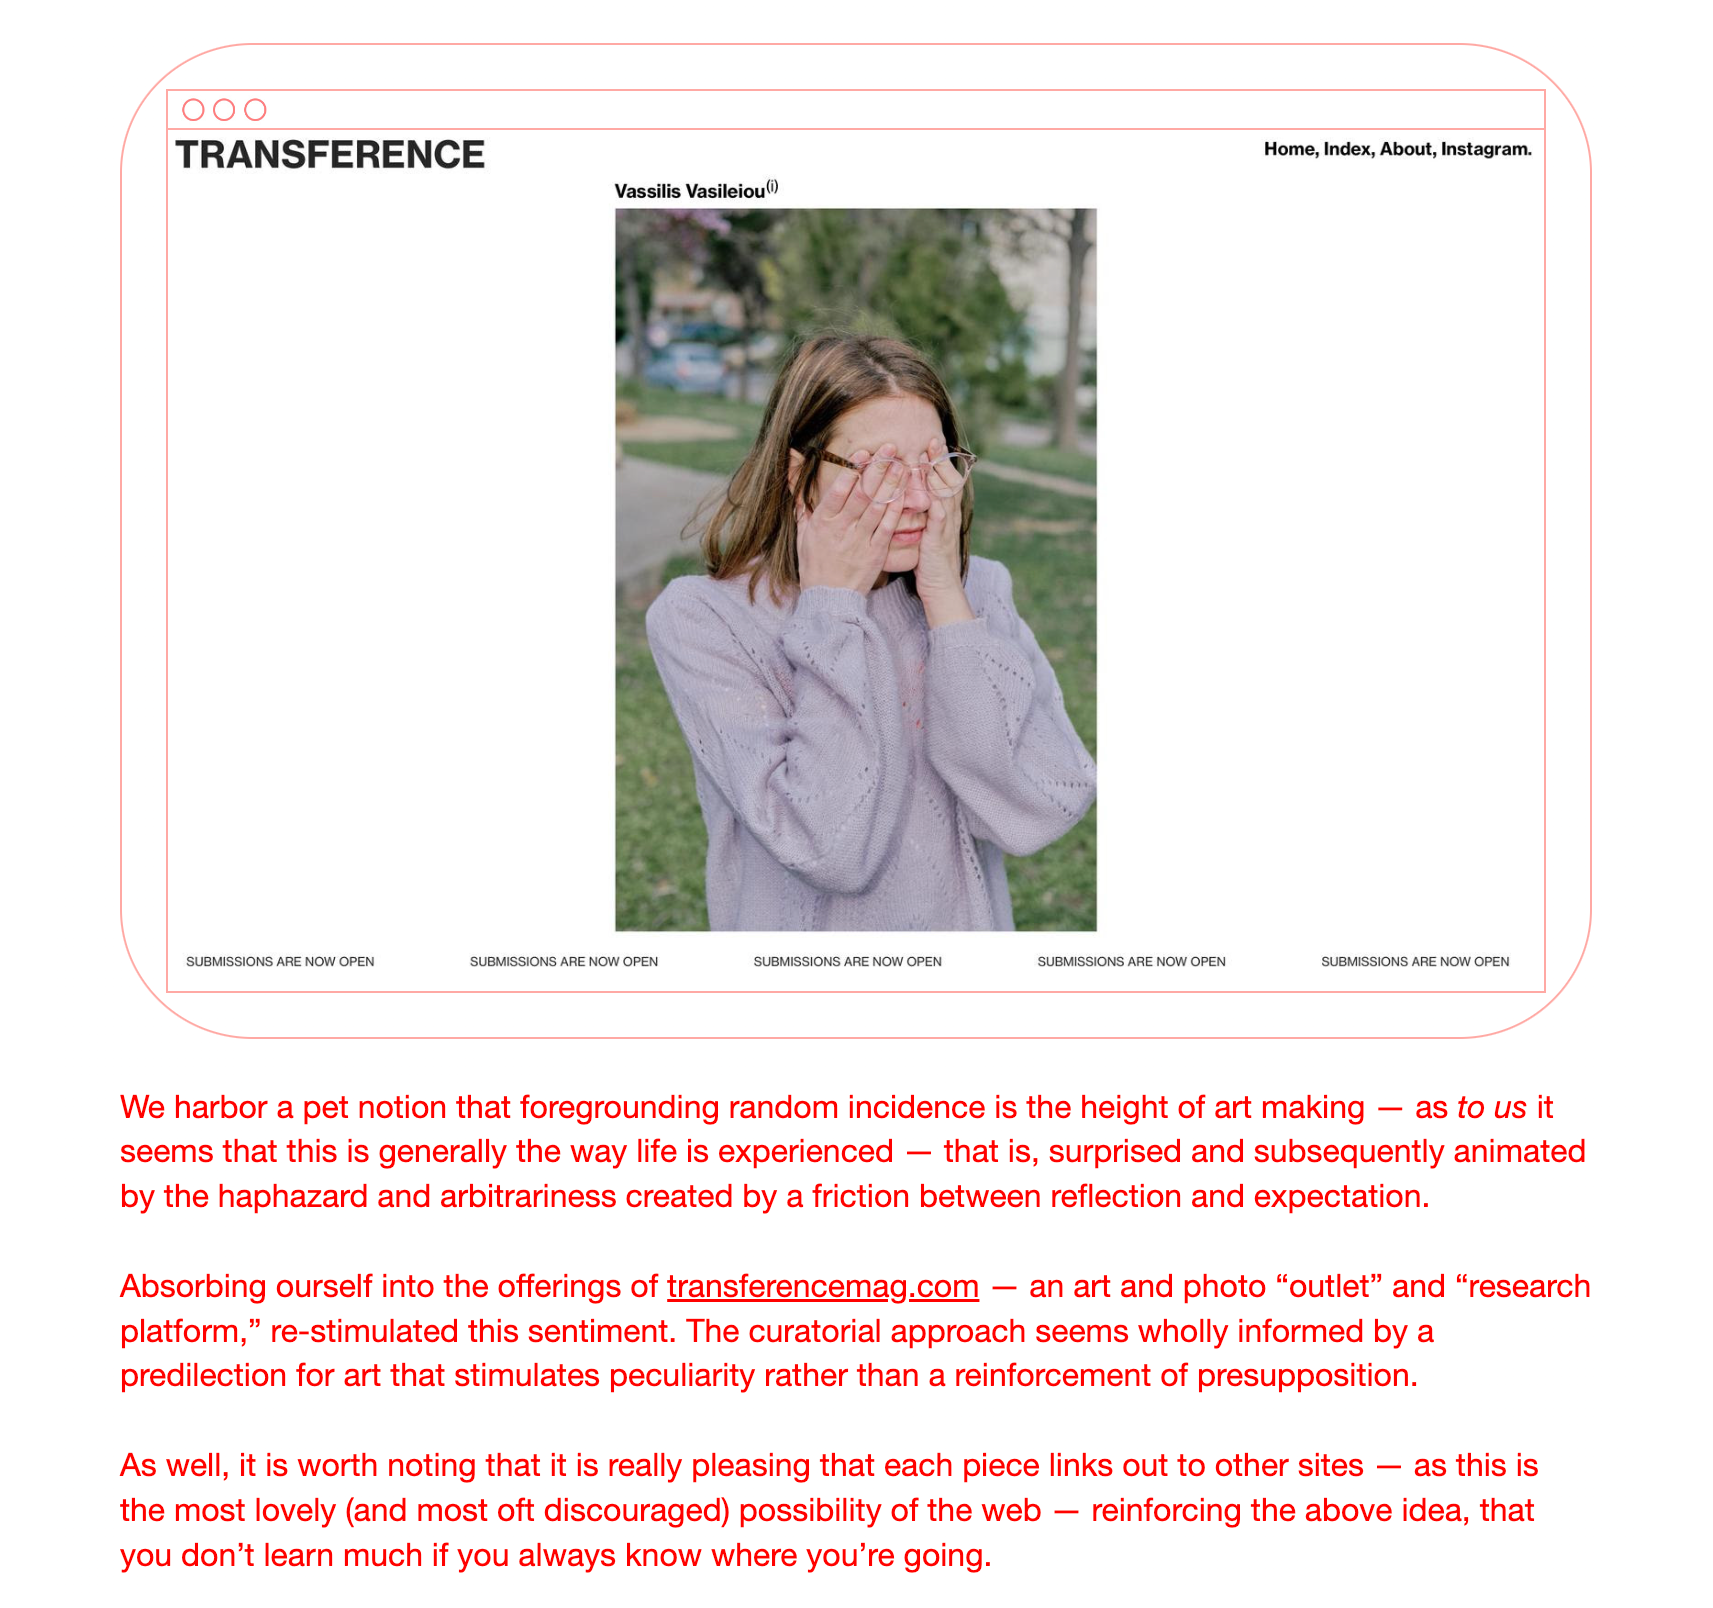 TRANSFERENCE
Home, Index, About, Instagram.
Vassilis Vasileiou(i)
SUBMISSIONS ARE NOW OPEN SUBMISSIONS ARE NOW OPEN SUBMISSIONS ARE NOW OPEN SUBMISSIONS ARE NOW OPEN SUBMISSIONS ARE NOW OPEN
We harbor a pet notion that foregrounding random incidence is the height of art making — as to us it
seems that this is generally the way life is experienced — that is, surprised and subsequently animated
by the haphazard and arbitrariness created by a friction between reflection and expectation.
Absorbing ourself into the offerings of transferencemag.com — an art and photo “outlet” and “research
platform,” re-stimulated this sentiment. The curatorial approach seems wholly informed by a
predilection for art that stimulates peculiarity rather than a reinforcement of presupposition.
As well, it is worth noting that it is really pleasing that each piece links out to other sites — as this is
the most lovely (and most oft discouraged) possibility of the web — reinforcing the above idea, that
you don’t learn much if you always know where you’re going.